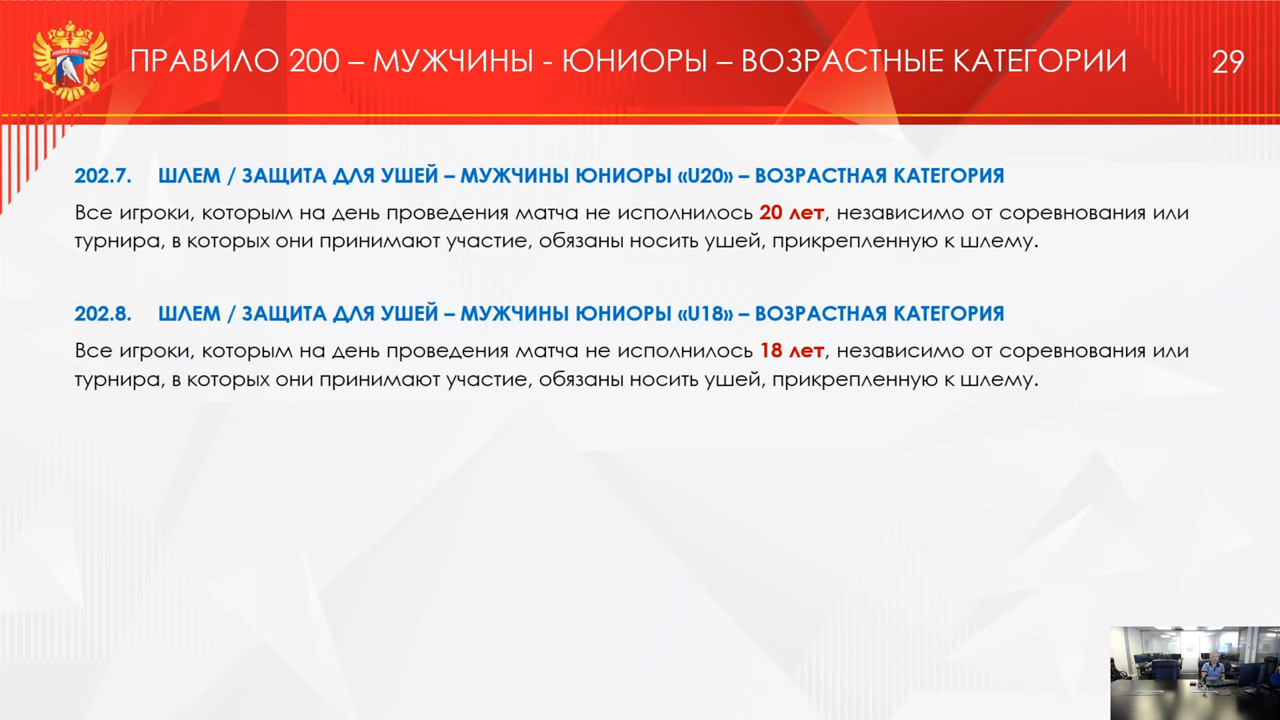 ПРАВИЛО 200 – МУЖЧИНЫ - ЮНИОРЫ – ВОЗРАСТНЫЕ КАТЕГОРИИ
29
ХОККЕЙ РОССИИ
202.7. ШЛЕМ / ЗАЩИТА ДЛЯ УШЕЙ – МУЖЧИНЫ ЮНИОРЫ «U20» – ВОЗРАСТНАЯ КАТЕГОРИЯ
Все игроки, которым на день проведения матча не исполнилось 20 лет, независимо от соревнования или
турнира, в которых они принимают участие, обязаны носить ушей, прикрепленную к шлему.
202.8. ШЛЕМ / ЗАЩИТА ДЛЯ УШЕЙ – МУЖЧИНЫ ЮНИОРЫ «U18» – ВОЗРАСТНАЯ КАТЕГОРИЯ
Все игроки, которым на день проведения матча не исполнилось 18 лет, независимо от соревнования или
турнира, в которых они принимают участие, обязаны носить ушей, прикрепленную к шлему.